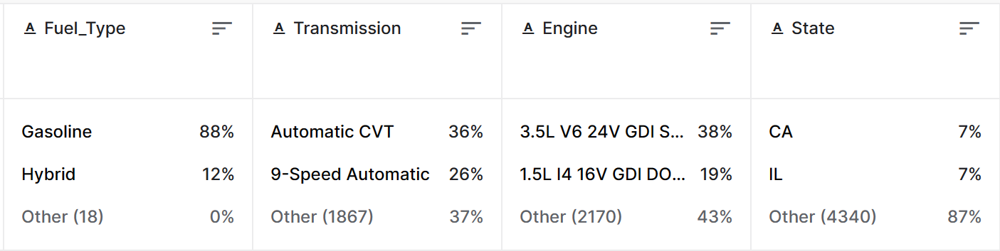 A Fuel_Type
A Transmission
A Engine
A State
Gasoline 88%
Hybrid 12%
Other (18) 0%
Automatic CVT 36%
9-Speed Automatic 26%
Other (1867) 37%
3.5L V6 24V GDI S... 38%
1.5L I4 16V GDI DO... 19%
Other (2170) 43%
CA 7%
IL 7%
Other (4340) 87%